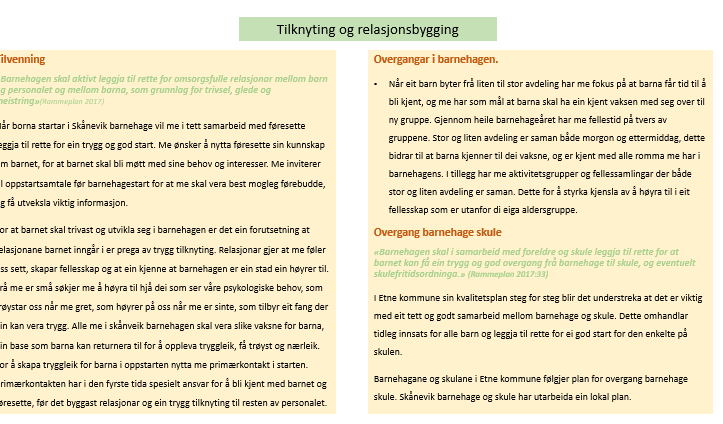 Tilknyting og relasjonsbygging
ilvenning
Barnehagen skal aktivt leggja til rette for omsorgsfulle relasjonar mellom barn
g personalet og mellom barna, som grunnlag for trivsel, glede og
neistring»(Rammeplan 2017)
år borna startar i Skånevik barnehage vil me i tett samarbeid med føresette
eggja til rette for ein trygg og god start. Me ønsker å nytta føresette sin kunnskap
m barnet, for at barnet skal bli møtt med sine behov og interesser. Me inviterer
l oppstartsamtale før barnehagestart for at me skal vera best mogleg førebudde,
g få utveksla viktig informasjon.
or at barnet skal trivast og utvikla seg i barnehagen er det ein forutsetning at
elasjonane barnet inngår i er prega av trygg tilknyting. Relasjonar gjer at me føler
ss sett, skapar fellesskap og at ein kjenne at barnehagen er ein stad ein høyrer til.
rå me er små søkjer me å høyra til hjå dei som ser våre psykologiske behov, som
røystar oss når me gret, som høyrer på oss når me er sinte, som tilbyr eit fang der
in kan vera trygg. Alle me i skånveik barnehagen skal vera slike vaksne for barna,
in base som barna kan returnera til for å oppleva tryggleik, få trøyst og nærleik.
or å skapa tryggleik for barna i oppstarten nytta me primærkontakt i starten.
rimærkontakten har i den fyrste tida spesielt ansvar for å bli kjent med barnet og
øresette, før det byggast relasjonar og ein trygg tilknyting til resten av personalet.
Overgangar i barnehagen.
• Når eit barn byter frå liten til stor avdeling har me fokus på at barna får tid til å
bli kjent, og me har som mål at barna skal ha ein kjent vaksen med seg over til
ny gruppe. Gjennom heile barnehageåret har me fellestid på tvers av
gruppene. Stor og liten avdeling er saman både morgon og ettermiddag, dette
bidrar til at barna kjenner til dei vaksne, og er kjent med alle romma me har i
barnehagens. I tillegg har me aktivitetsgrupper og fellessamlingar der både
stor og liten avdeling er saman. Dette for å styrka kjensla av å høyra til i eit
fellesskap som er utanfor di eiga aldersgruppe.
Overgang barnehage skule
«Barnehagen skal i samarbeid med foreldre og skule leggja til rette for at
barnet kan få ein trygg og god overgang frå barnehage til skule, og eventuelt
skulefritidsordninga.» (Rammeplan 2017:33)
I Etne kommune sin kvalitetsplan steg for steg blir det understreka at det er viktig
med eit tett og godt samarbeid mellom barnehage og skule. Dette omhandlar
tidleg innsats for alle barn og leggja til rette for ei god start for den enkelte på
skulen.
Barnehagane og skulane i Etne kommune følgjer plan for overgang barnehage
skule. Skånevik barnehage og skule har utarbeida ein lokal plan.